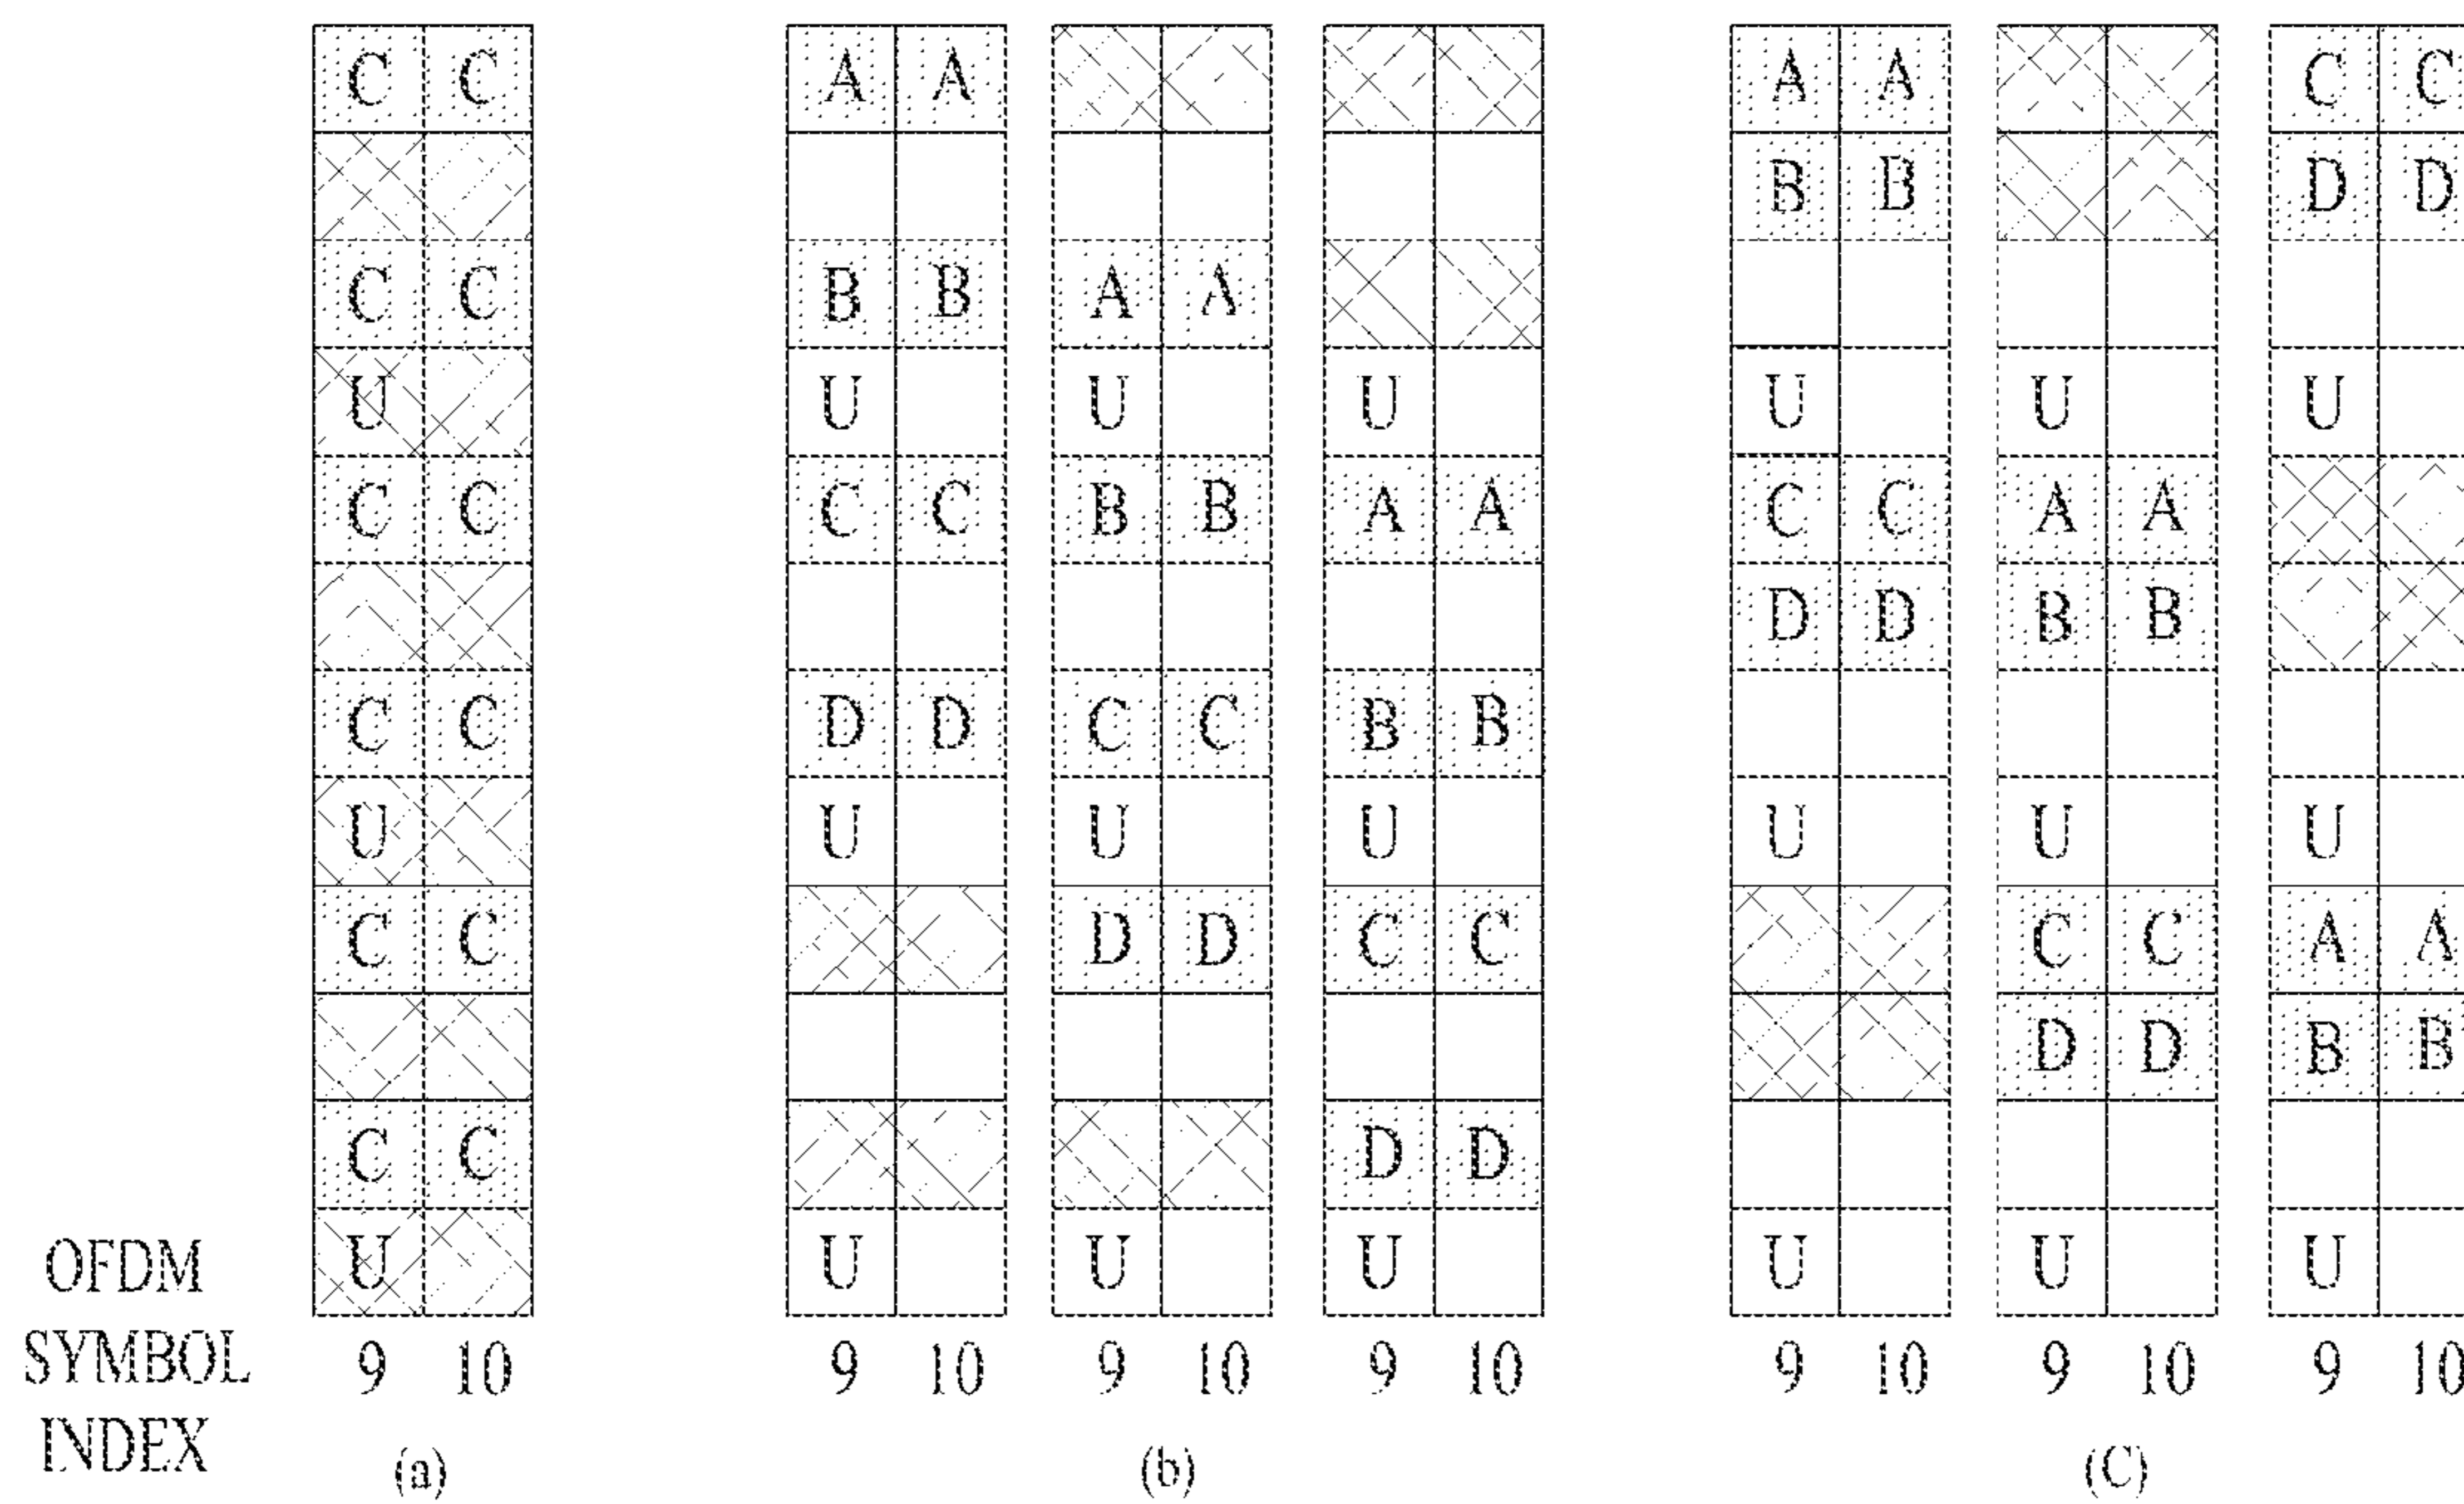 C C A A A A C C
B B D D
C C B B A A
U U U U U U U
C C C C B B A A C C A A
D D B B
C C D D C C B B
U U U U U U U
C C D D C C C C A A
D D B B
C C D D
OFDM U U U U U U U
SYMBOL 9 10 9 10 9 10 9 10 9 10 9 10 9 10
INDEX (a) (b) (C)